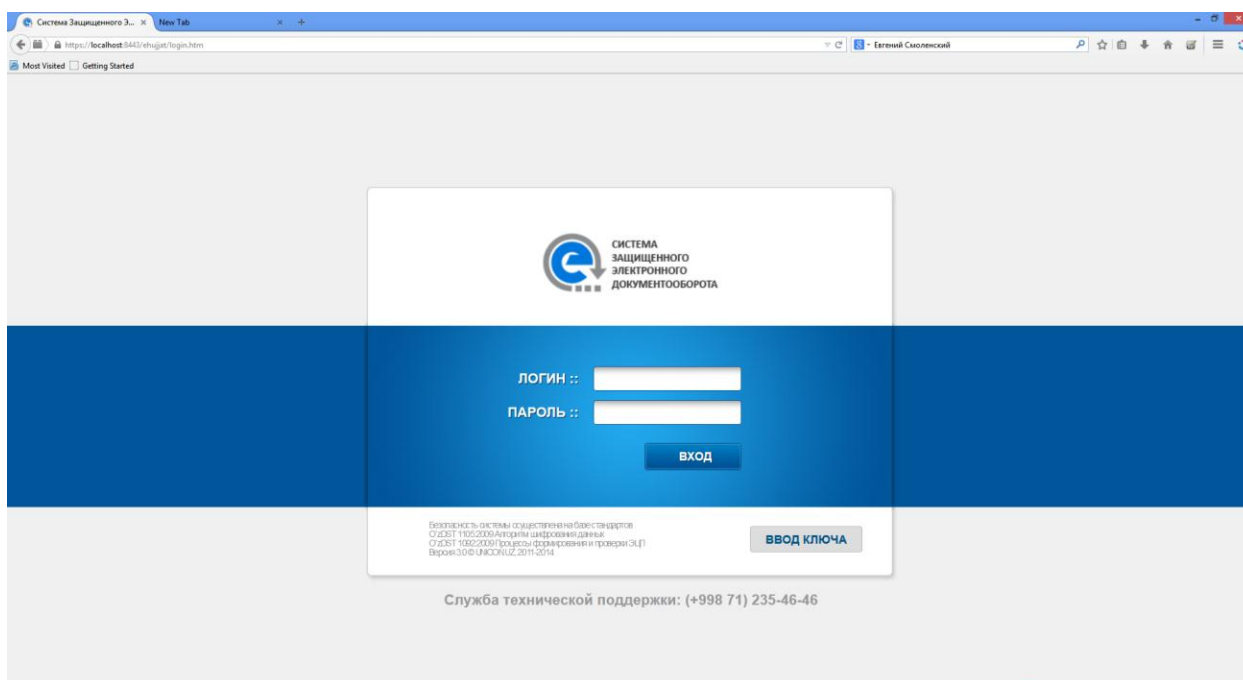 Система Защищенного Э...
New Tab
https://localhost:8443/ehujjat/login.htm
Евгений Смоленский
Most Visited
Getting Started
СИСТЕМА
ЗАЩИЩЕННОГО
ЭЛЕКТРОННОГО
ДОКУМЕНТООБОРОТА
ЛОГИН ::
ПАРОЛЬ ::
ВХОД
Безопасность системы осуществлена на базе стандартов
O'zDST 1105:2009 Алгоритм шифрования данных
O'zDST 1092:2009 Процессы формирования и проверки ЭЦП
Версия 3.0 © UNICON.UZ, 2011-2014
ВВОД КЛЮЧА
Служба технической поддержки: (+998 71) 235-46-46